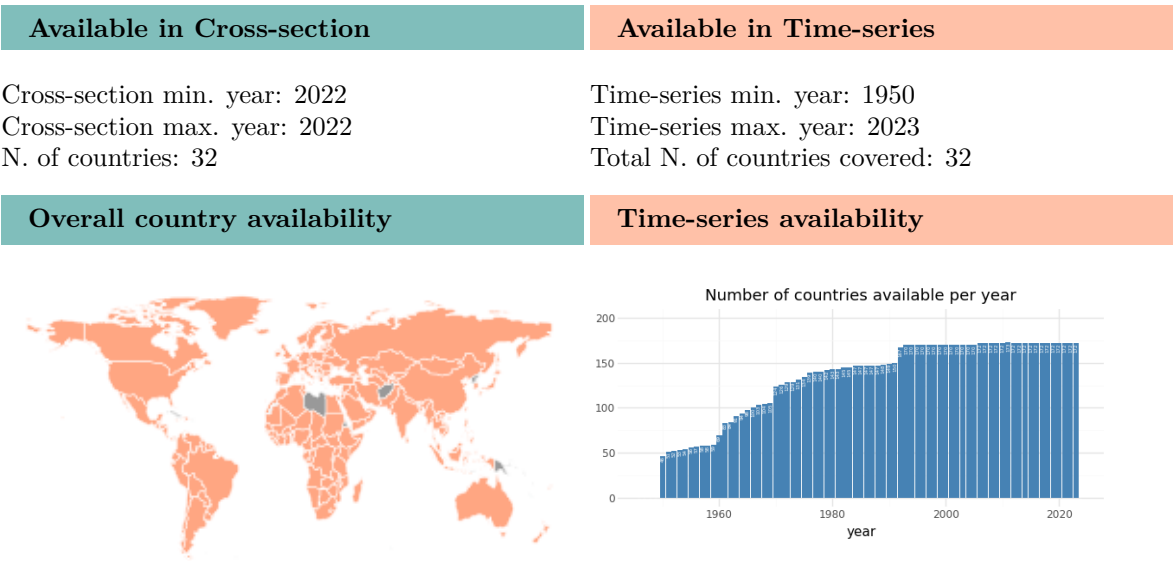 Available in Cross-section
Available in Time-series
Cross-section min. year: 2022
Cross-section max. year: 2022
N. of countries: 32
Time-series min. year: 1950
Time-series max. year: 2023
Total N. of countries covered: 32
Overall country availability
Time-series availability
Number of countries available per year
200
150
100
50
0
1960
1980
2000
2020
year